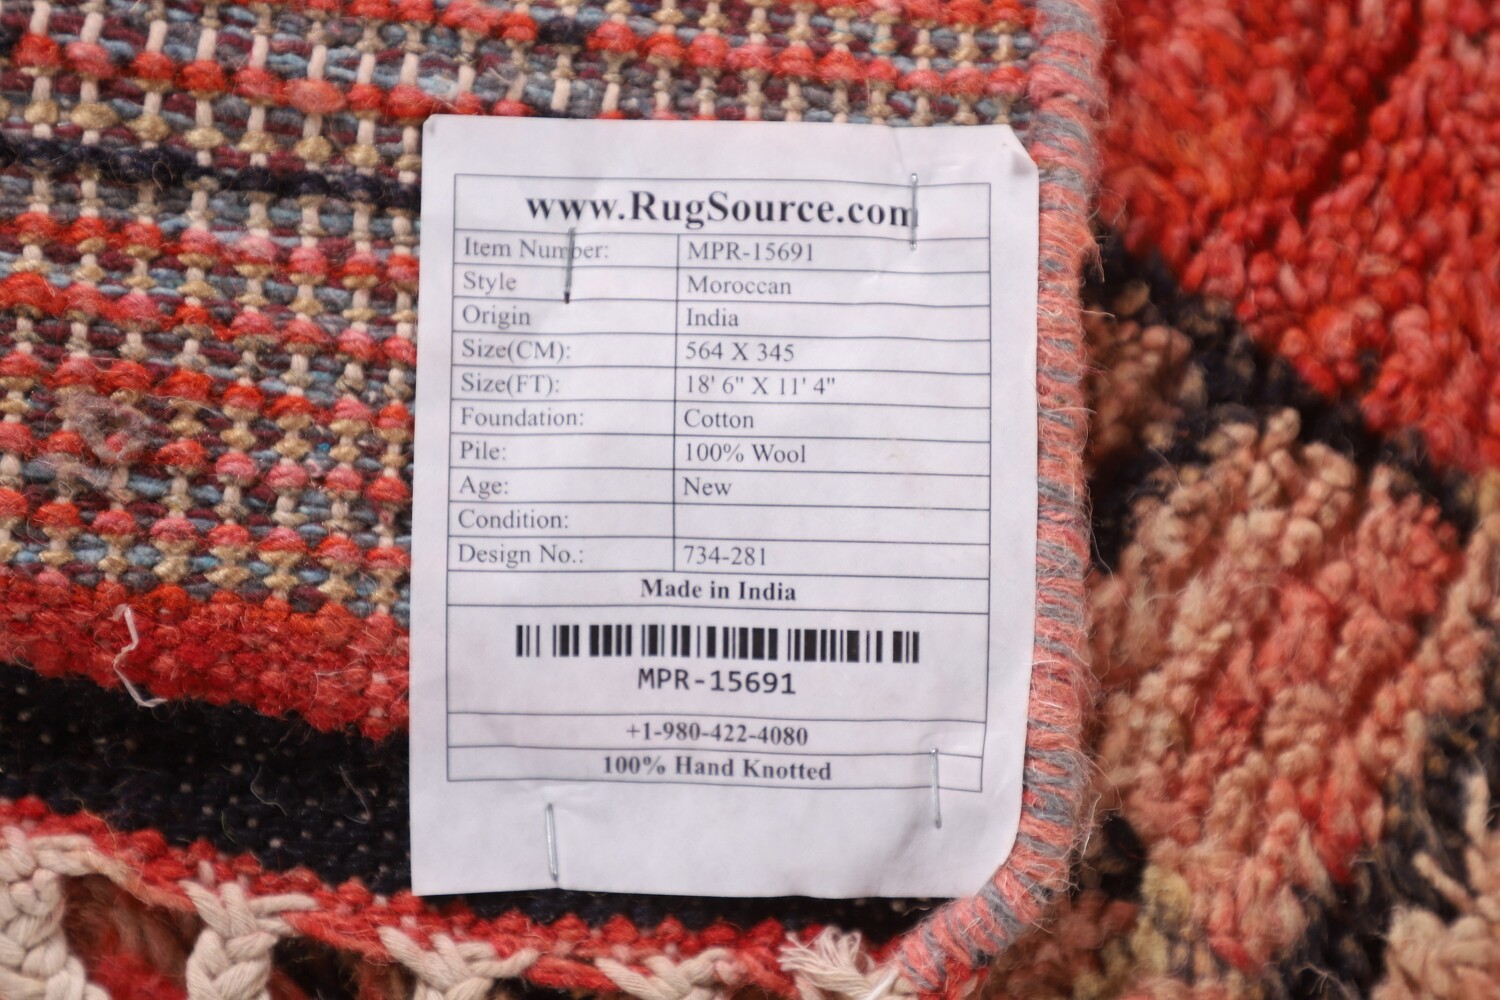 www.RugSource.com
Item Number: MPR-15691
Style Moroccan
Origin India
Size(CM): 564 X 345
Size(FT): 18' 6" X 11' 4"
Foundation: Cotton
Pile: 100% Wool
Age: New
Condition:
Design No.: 734-281
Made in India
MPR-15691
+1-980-422-4080
100% Hand Knotted